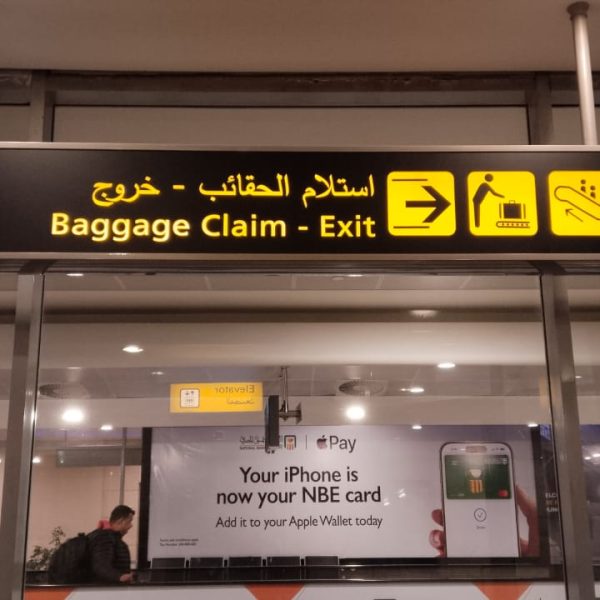 استلام الحقائب - خروج
Baggage Claim - Exit
Elevator
Pay
Your iPhone is
now your NBE card
Add it to your Apple Wallet today